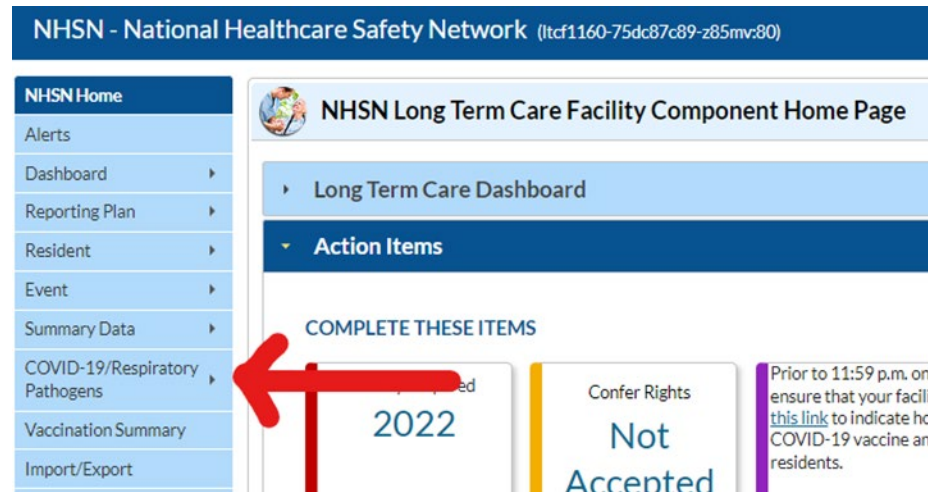 NHSN - National Healthcare Safety Network (ltcf1160-75dc87c89-z85mv:80)
NHSN Home
Alerts
Dashboard
Reporting Plan
Resident
Event
Summary Data
COVID-19/Respiratory
Pathogens
Vaccination Summary
Import/Export
NHSN Long Term Care Facility Component Home Page
Long Term Care Dashboard
Action Items
COMPLETE THESE ITEMS
2022
Confer Rights
Not
Accepted
Prior to 11:59 p.m. on
ensure that your facili
this link to indicate ho
COVID-19 vaccine an
residents.